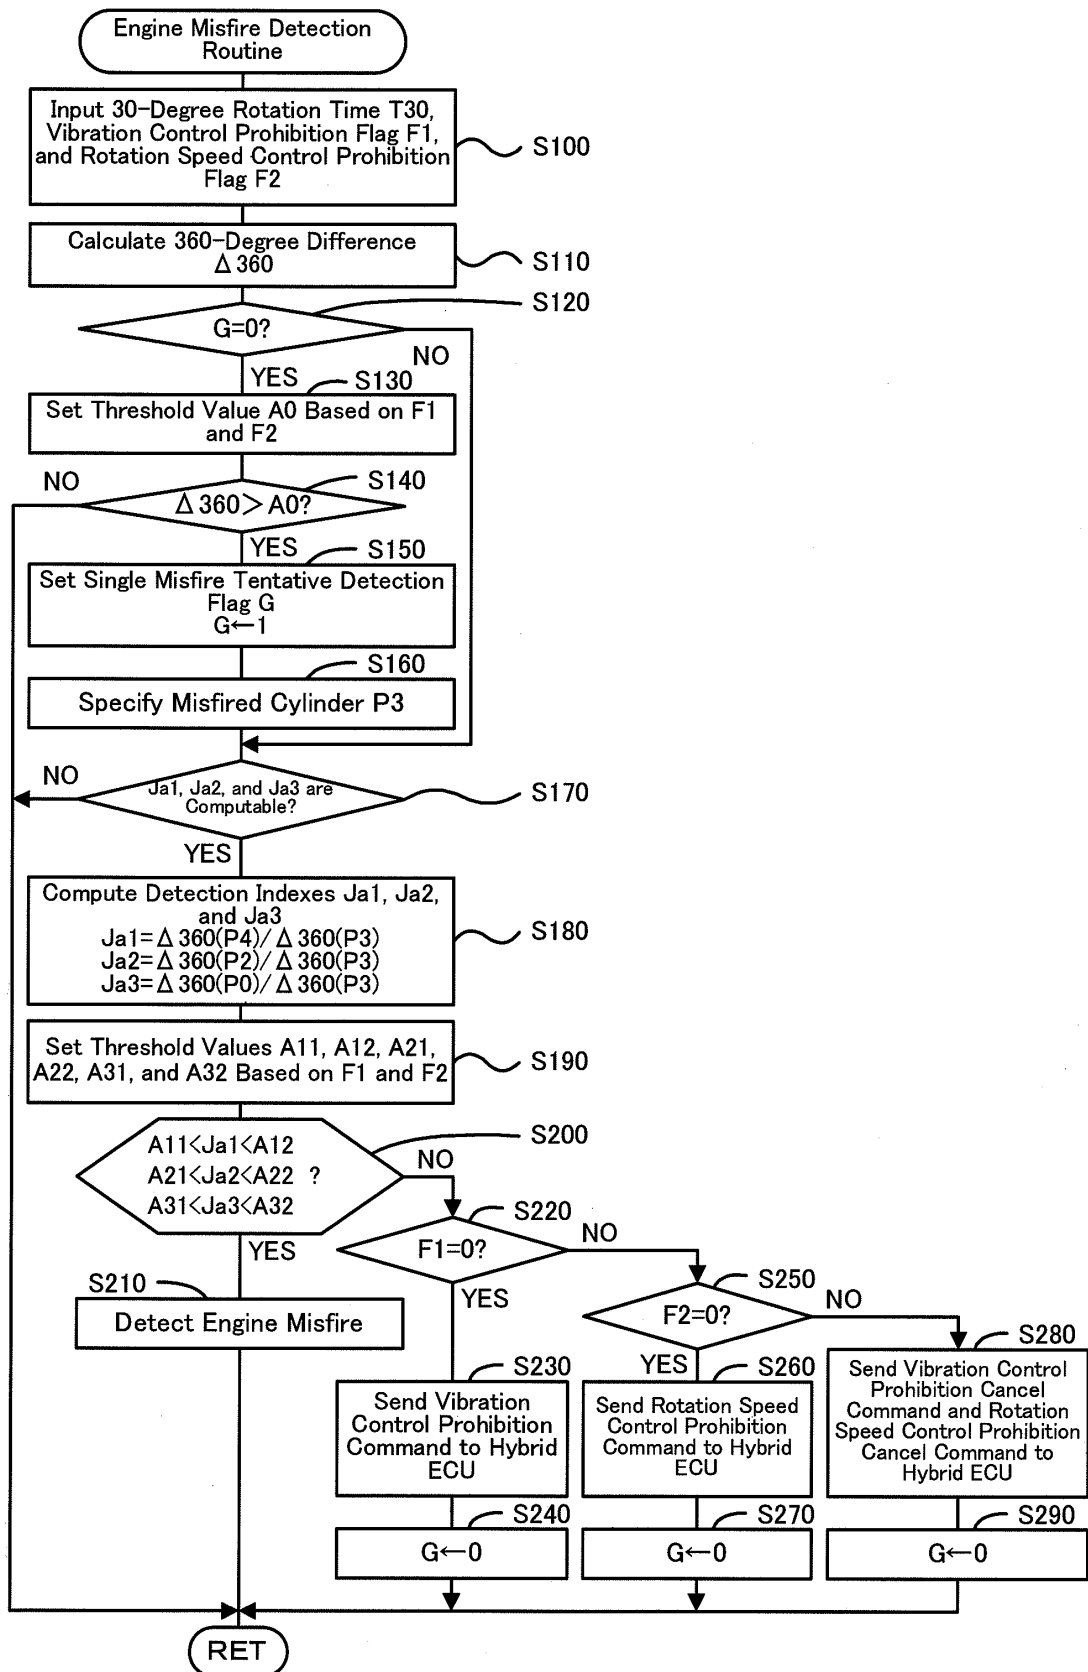 Engine Misfire Detection
Routine
Input 30-Degree Rotation Time T30,
Vibration Control Prohibition Flag F1,
and Rotation Speed Control Prohibition
Flag F2
S100
Calculate 360-Degree Difference
Δ360
S110
S120
G=0?
NO
YES
S130
Set Threshold Value A0 Based on F1
and F2
NO
S140
Δ360>A0?
YES
S150
Set Single Misfire Tentative Detection
Flag G
G←1
S160
Specify Misfired Cylinder P3
NO
Ja1, Ja2, and Ja3 are
Computable?
S170
YES
Compute Detection Indexes Ja1, Ja2,
and Ja3
Ja1=Δ360(P4)/Δ360(P3)
Ja2=Δ360(P2)/Δ360(P3)
Ja3=Δ360(P0)/Δ360(P3)
S180
Set Threshold Values A11, A12, A21,
A22, A31, and A32 Based on F1 and F2
S190
S200
A11<Ja1<A12
A21<Ja2<A22 ?
A31<Ja3<A32
NO
YES
S220
F1=0?
NO
YES
S210
Detect Engine Misfire
S250
F2=0?
NO
YES
S230
Send Vibration
Control Prohibition
Command to Hybrid
ECU
S260
Send Rotation Speed
Control Prohibition
Command to Hybrid
ECU
S280
Send Vibration Control
Prohibition Cancel
Command and Rotation
Speed Control Prohibition
Cancel Command to
Hybrid ECU
S240
G←0
S270
G←0
S290
G←0
RET